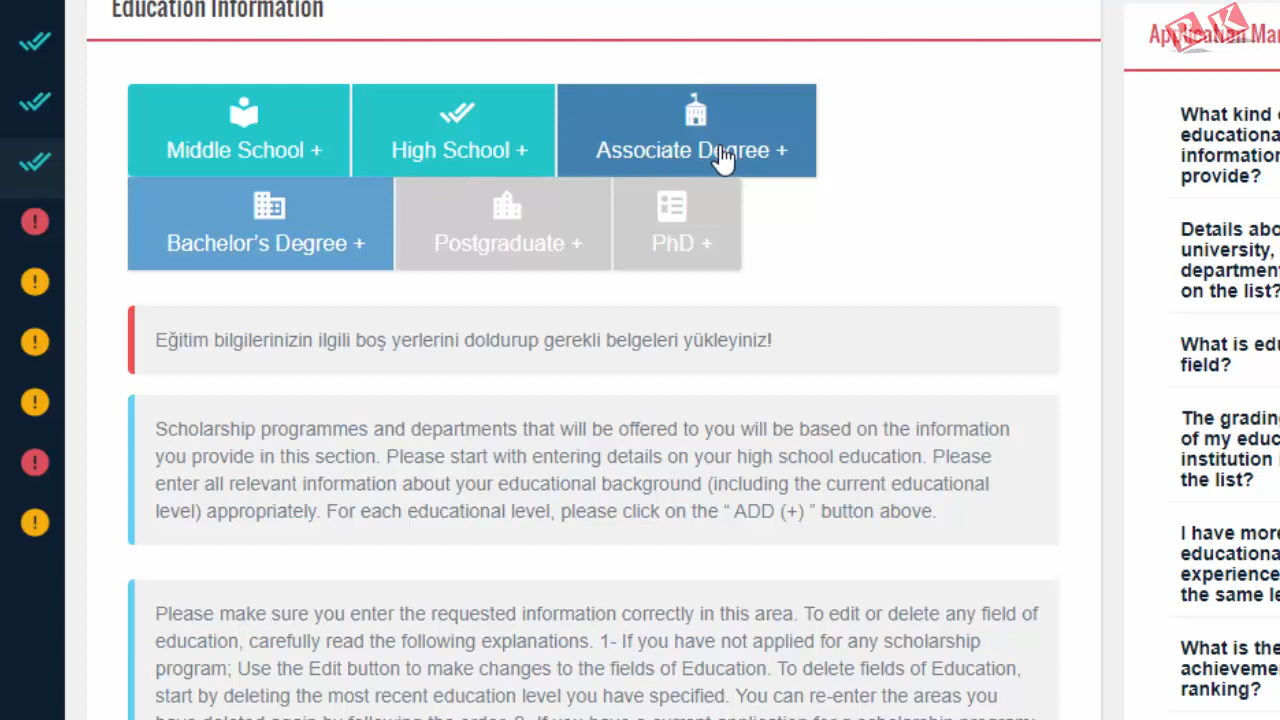 Education Information
Middle School +
High School +
Associate Degree +
Bachelor's Degree +
Postgraduate +
PhD +
Eğitim bilgilerinizin ilgili boş yerlerini doldurup gerekli belgeleri yükleyiniz!
Scholarship programmes and departments that will be offered to you will be based on the information
you provide in this section. Please start with entering details on your high school education. Please
enter all relevant information about your educational background (including the current educational
level) appropriately. For each educational level, please click on the “ ADD (+) ” button above.
Please make sure you enter the requested information correctly in this area. To edit or delete any field of
education, carefully read the following explanations. 1- If you have not applied for any scholarship
program; Use the Edit button to make changes to the fields of Education. To delete fields of Education,
start by deleting the most recent education level you have specified. You can re-enter the areas you
RK
Application Mar
What kind
educationa
information
provide?
Details abo
university,
department
on the list?
What is edu
field?
The grading
of my educ
institution
the list?
I have more
educationa
experience
the same le
What is the
achieveme
ranking?